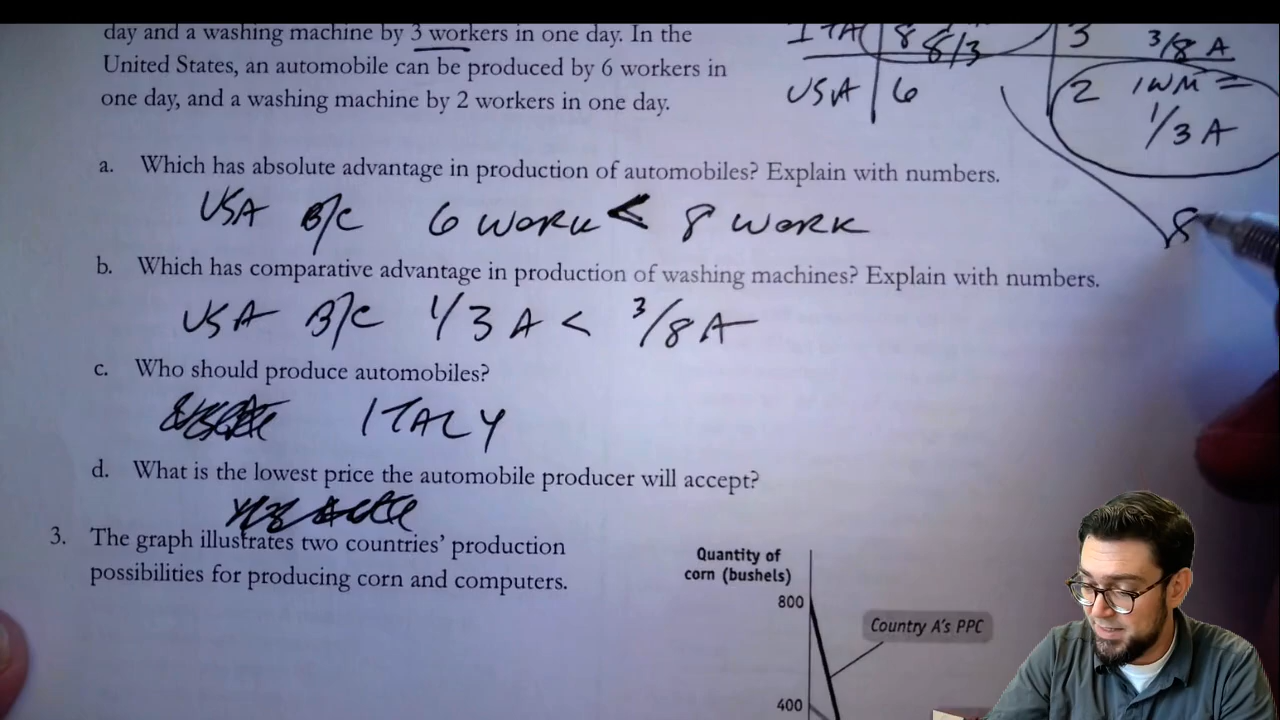 day and a washing machine by 3 workers in one day. In the
United States, an automobile can be produced by 6 workers in
one day, and a washing machine by 2 workers in one day.
ITA 8 8/3 3 3/8 A
USA 6 2 1WM =
1/3 A
a. Which has absolute advantage in production of automobiles? Explain with numbers.
USA B/C 6 WORK < 8 WORK
8
b. Which has comparative advantage in production of washing machines? Explain with numbers.
USA B/C 1/3 A < 3/8 A
c. Who should produce automobiles?
ITALY
d. What is the lowest price the automobile producer will accept?
3. The graph illustrates two countries' production
possibilities for producing corn and computers.
Quantity of
corn (bushels)
800
Country A's PPC
400